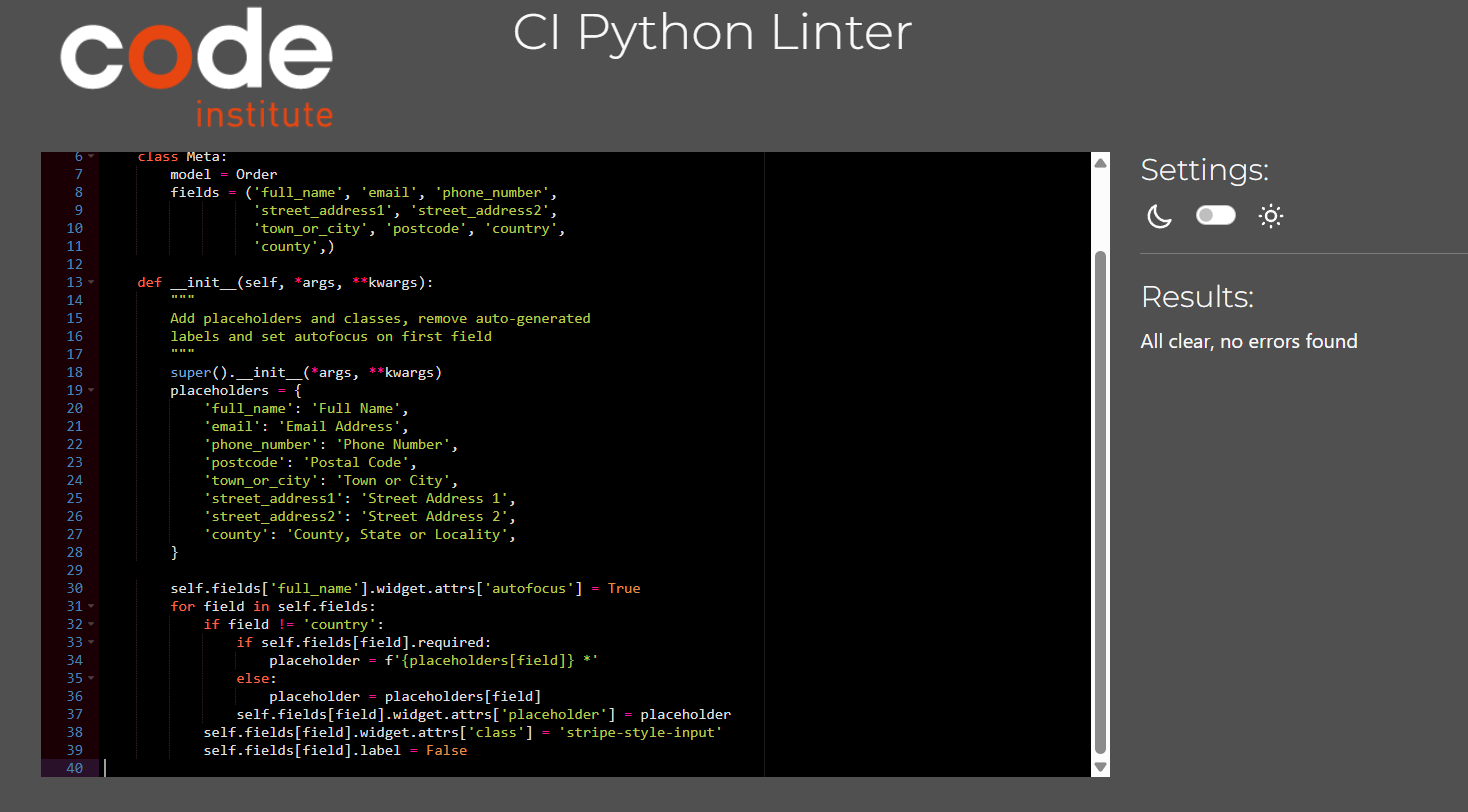 code
institute
CI Python Linter
6 class Meta:
7 model = Order
8 fields = ('full_name', 'email', 'phone_number',
9 'street_address1', 'street_address2',
10 'town_or_city', 'postcode', 'country',
11 'county',)
12
13 def __init__(self, *args, **kwargs):
14 """
15 Add placeholders and classes, remove auto-generated
16 labels and set autofocus on first field
17 """
18 super().__init__(*args, **kwargs)
19 placeholders = {
20 'full_name': 'Full Name',
21 'email': 'Email Address',
22 'phone_number': 'Phone Number',
23 'postcode': 'Postal Code',
24 'town_or_city': 'Town or City',
25 'street_address1': 'Street Address 1',
26 'street_address2': 'Street Address 2',
27 'county': 'County, State or Locality',
28 }
29
30 self.fields['full_name'].widget.attrs['autofocus'] = True
31 for field in self.fields:
32 if field != 'country':
33 if self.fields[field].required:
34 placeholder = f'{placeholders[field]} *'
35 else:
36 placeholder = placeholders[field]
37 self.fields[field].widget.attrs['placeholder'] = placeholder
38 self.fields[field].widget.attrs['class'] = 'stripe-style-input'
39 self.fields[field].label = False
40
Settings:
Results:
All clear, no errors found